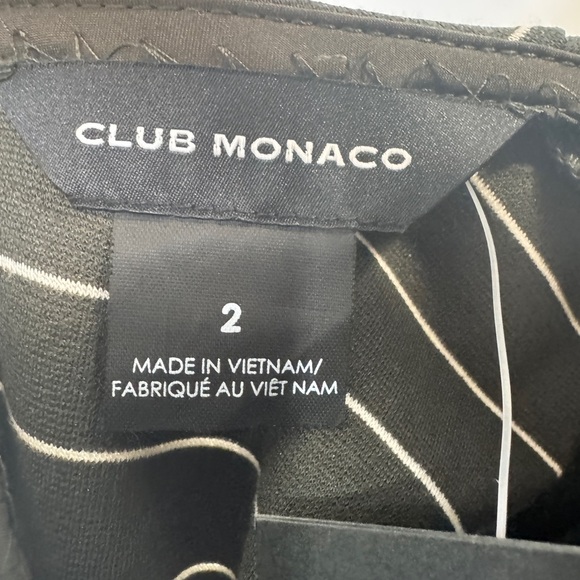 CLUB MONACO
2
MADE IN VIETNAM/
FABRIQUÉ AU VIÊT NAM